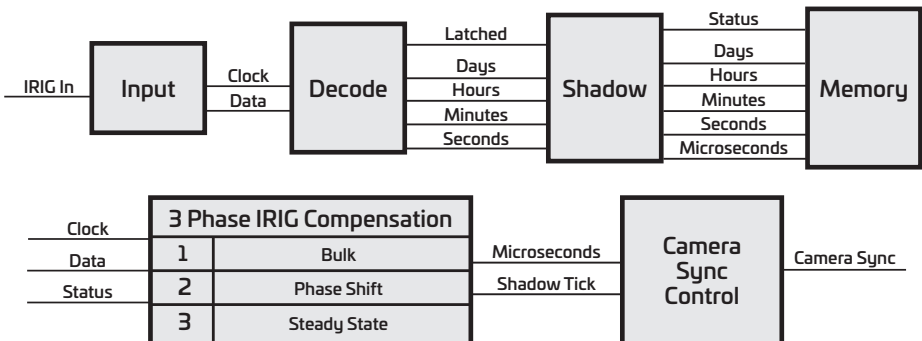 IRIG In
Input
Clock
Data
Decode
Latched
Days
Hours
Minutes
Seconds
Shadow
Status
Days
Hours
Minutes
Seconds
Microseconds
Memory
Clock
Data
Status
3 Phase IRIG Compensation
1 Bulk
2 Phase Shift
3 Steady State
Microseconds
Shadow Tick
Camera
Sync
Control
Camera Sync